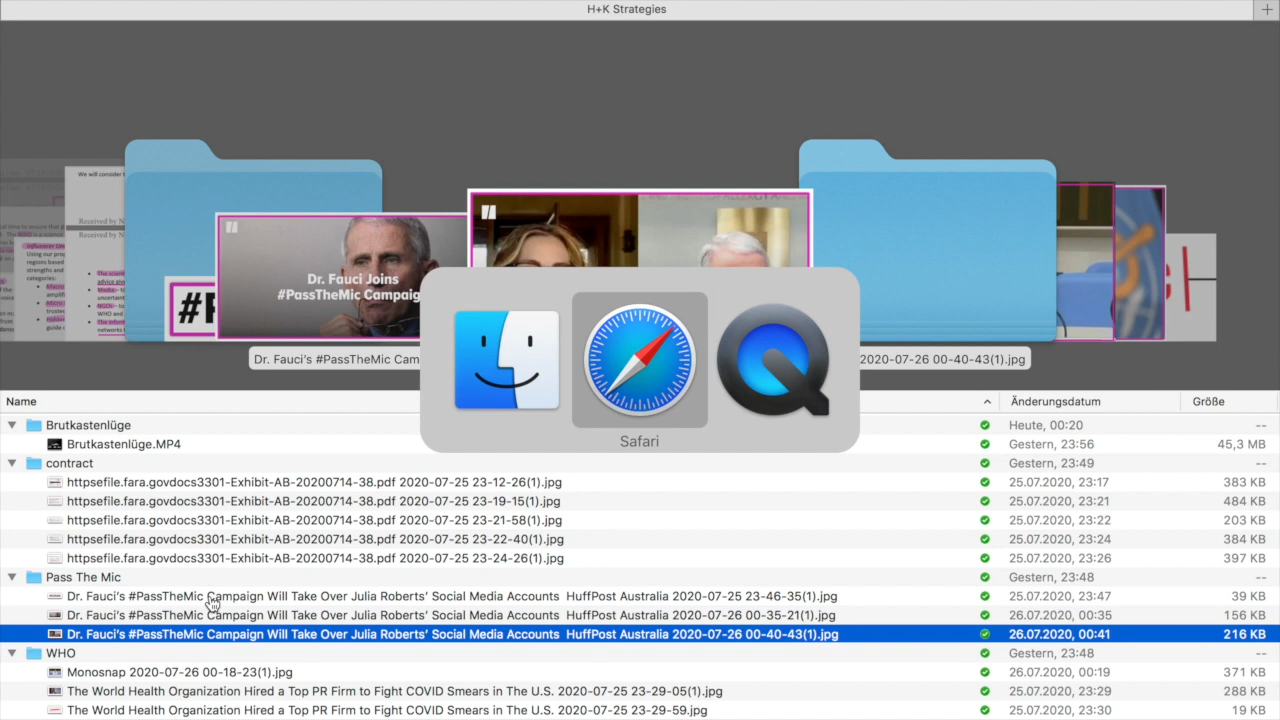 H+K Strategies
We will consider t
Received by N
Received by N
#P
Dr. Fauci Joins
#PassTheMic Campaig
Dr. Fauci's #PassTheMic Cam
2020-07-26 00-40-43(1).jpg
Safari
Name Änderungsdatum Größe
Brutkastenlüge Heute, 00:20 --
Brutkastenlüge.MP4 Gestern, 23:56 45,3 MB
contract Gestern, 23:49 --
httpsefile.fara.govdocs3301-Exhibit-AB-20200714-38.pdf 2020-07-25 23-12-26(1).jpg 25.07.2020, 23:17 383 KB
httpsefile.fara.govdocs3301-Exhibit-AB-20200714-38.pdf 2020-07-25 23-19-15(1).jpg 25.07.2020, 23:21 484 KB
httpsefile.fara.govdocs3301-Exhibit-AB-20200714-38.pdf 2020-07-25 23-21-58(1).jpg 25.07.2020, 23:22 203 KB
httpsefile.fara.govdocs3301-Exhibit-AB-20200714-38.pdf 2020-07-25 23-22-40(1).jpg 25.07.2020, 23:24 384 KB
httpsefile.fara.govdocs3301-Exhibit-AB-20200714-38.pdf 2020-07-25 23-24-26(1).jpg 25.07.2020, 23:26 397 KB
Pass The Mic Gestern, 23:48 --
Dr. Fauci's #PassTheMic Campaign Will Take Over Julia Roberts' Social Media Accounts HuffPost Australia 2020-07-25 23-46-35(1).jpg 25.07.2020, 23:47 39 KB
Dr. Fauci's #PassTheMic Campaign Will Take Over Julia Roberts' Social Media Accounts HuffPost Australia 2020-07-26 00-35-21(1).jpg 26.07.2020, 00:35 156 KB
Dr. Fauci's #PassTheMic Campaign Will Take Over Julia Roberts' Social Media Accounts HuffPost Australia 2020-07-26 00-40-43(1).jpg 26.07.2020, 00:41 216 KB
WHO Gestern, 23:48 --
Monosnap 2020-07-26 00-18-23(1).jpg 26.07.2020, 00:19 371 KB
The World Health Organization Hired a Top PR Firm to Fight COVID Smears in The U.S. 2020-07-25 23-29-05(1).jpg 25.07.2020, 23:29 288 KB
The World Health Organization Hired a Top PR Firm to Fight COVID Smears in The U.S. 2020-07-25 23-29-59.jpg 25.07.2020, 23:30 19 KB